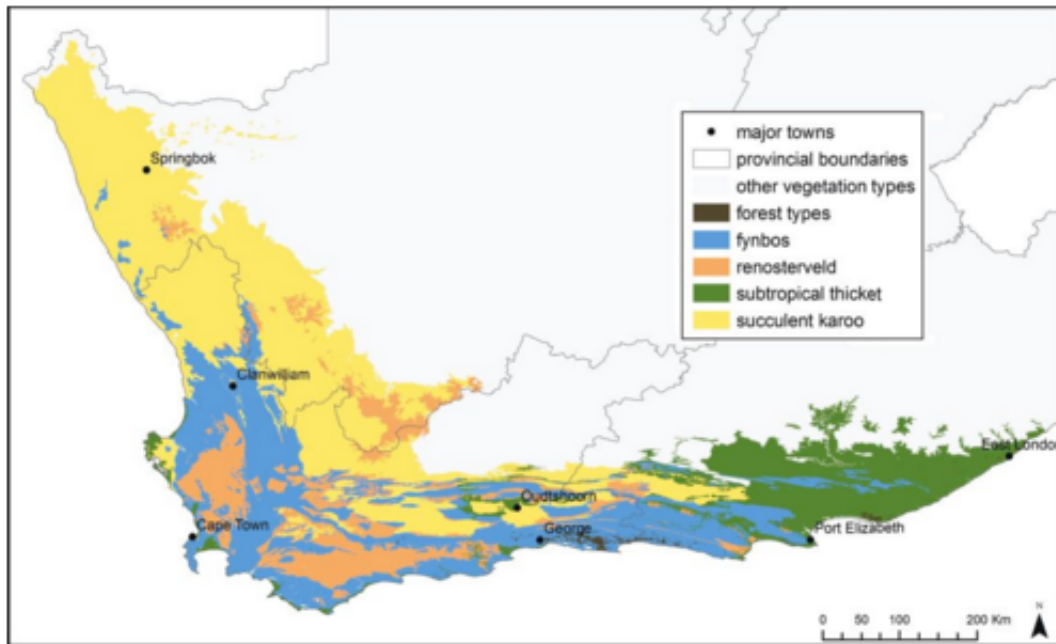 Springbok
major towns
provincial boundaries
other vegetation types
forest types
fynbos
renosterveld
subtropical thicket
succulent karoo
Clanwilliam
East London
Oudtshoorn
Cape Town
George
Port Elizabeth
N
0 50 100 200 Km